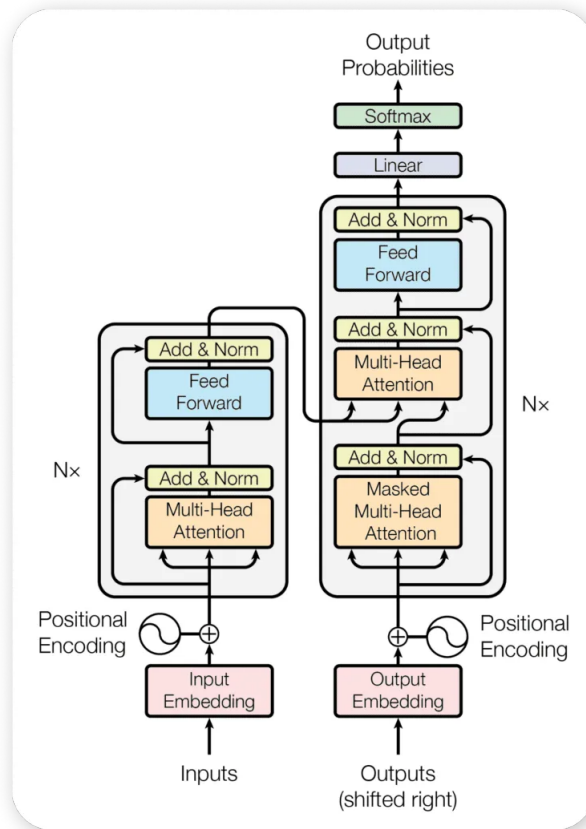 Output
Probabilities
Softmax
Linear
Add & Norm
Feed
Forward
Add & Norm
Multi-Head
Attention
Add & Norm
Masked
Multi-Head
Attention
Nx
Add & Norm
Feed
Forward
Add & Norm
Multi-Head
Attention
Nx
Positional
Encoding
Positional
Encoding
Input
Embedding
Output
Embedding
Inputs
Outputs
(shifted right)